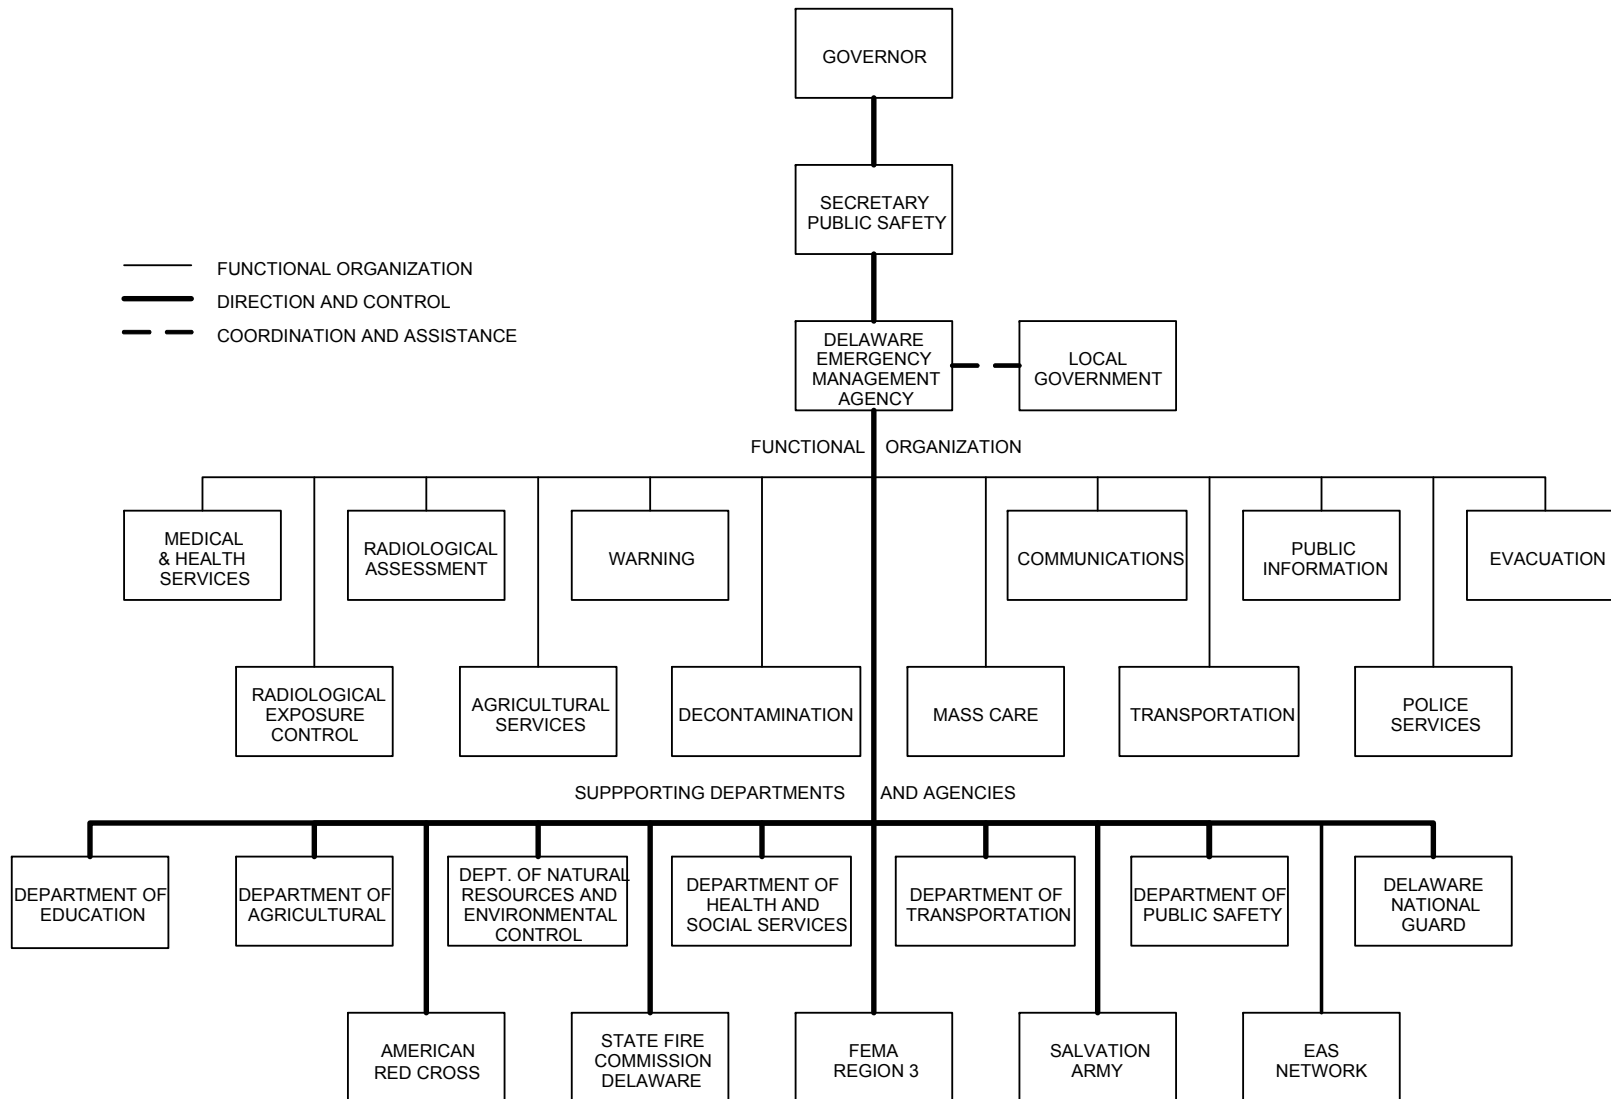 GOVERNOR
SECRETARY
PUBLIC SAFETY
FUNCTIONAL ORGANIZATION
DIRECTION AND CONTROL
COORDINATION AND ASSISTANCE
DELAWARE
EMERGENCY
MANAGEMENT
AGENCY
LOCAL
GOVERNMENT
FUNCTIONAL ORGANIZATION
MEDICAL
& HEALTH
SERVICES
RADIOLOGICAL
ASSESSMENT
WARNING
COMMUNICATIONS
PUBLIC
INFORMATION
EVACUATION
RADIOLOGICAL
EXPOSURE
CONTROL
AGRICULTURAL
SERVICES
DECONTAMINATION
MASS CARE
TRANSPORTATION
POLICE
SERVICES
SUPPPORTING DEPARTMENTS AND AGENCIES
DEPARTMENT OF
EDUCATION
DEPARTMENT OF
AGRICULTURAL
DEPT. OF NATURAL
RESOURCES AND
ENVIRONMENTAL
CONTROL
DEPARTMENT OF
HEALTH AND
SOCIAL SERVICES
DEPARTMENT OF
TRANSPORTATION
DEPARTMENT OF
PUBLIC SAFETY
DELAWARE
NATIONAL
GUARD
AMERICAN
RED CROSS
STATE FIRE
COMMISSION
DELAWARE
FEMA
REGION 3
SALVATION
ARMY
EAS
NETWORK